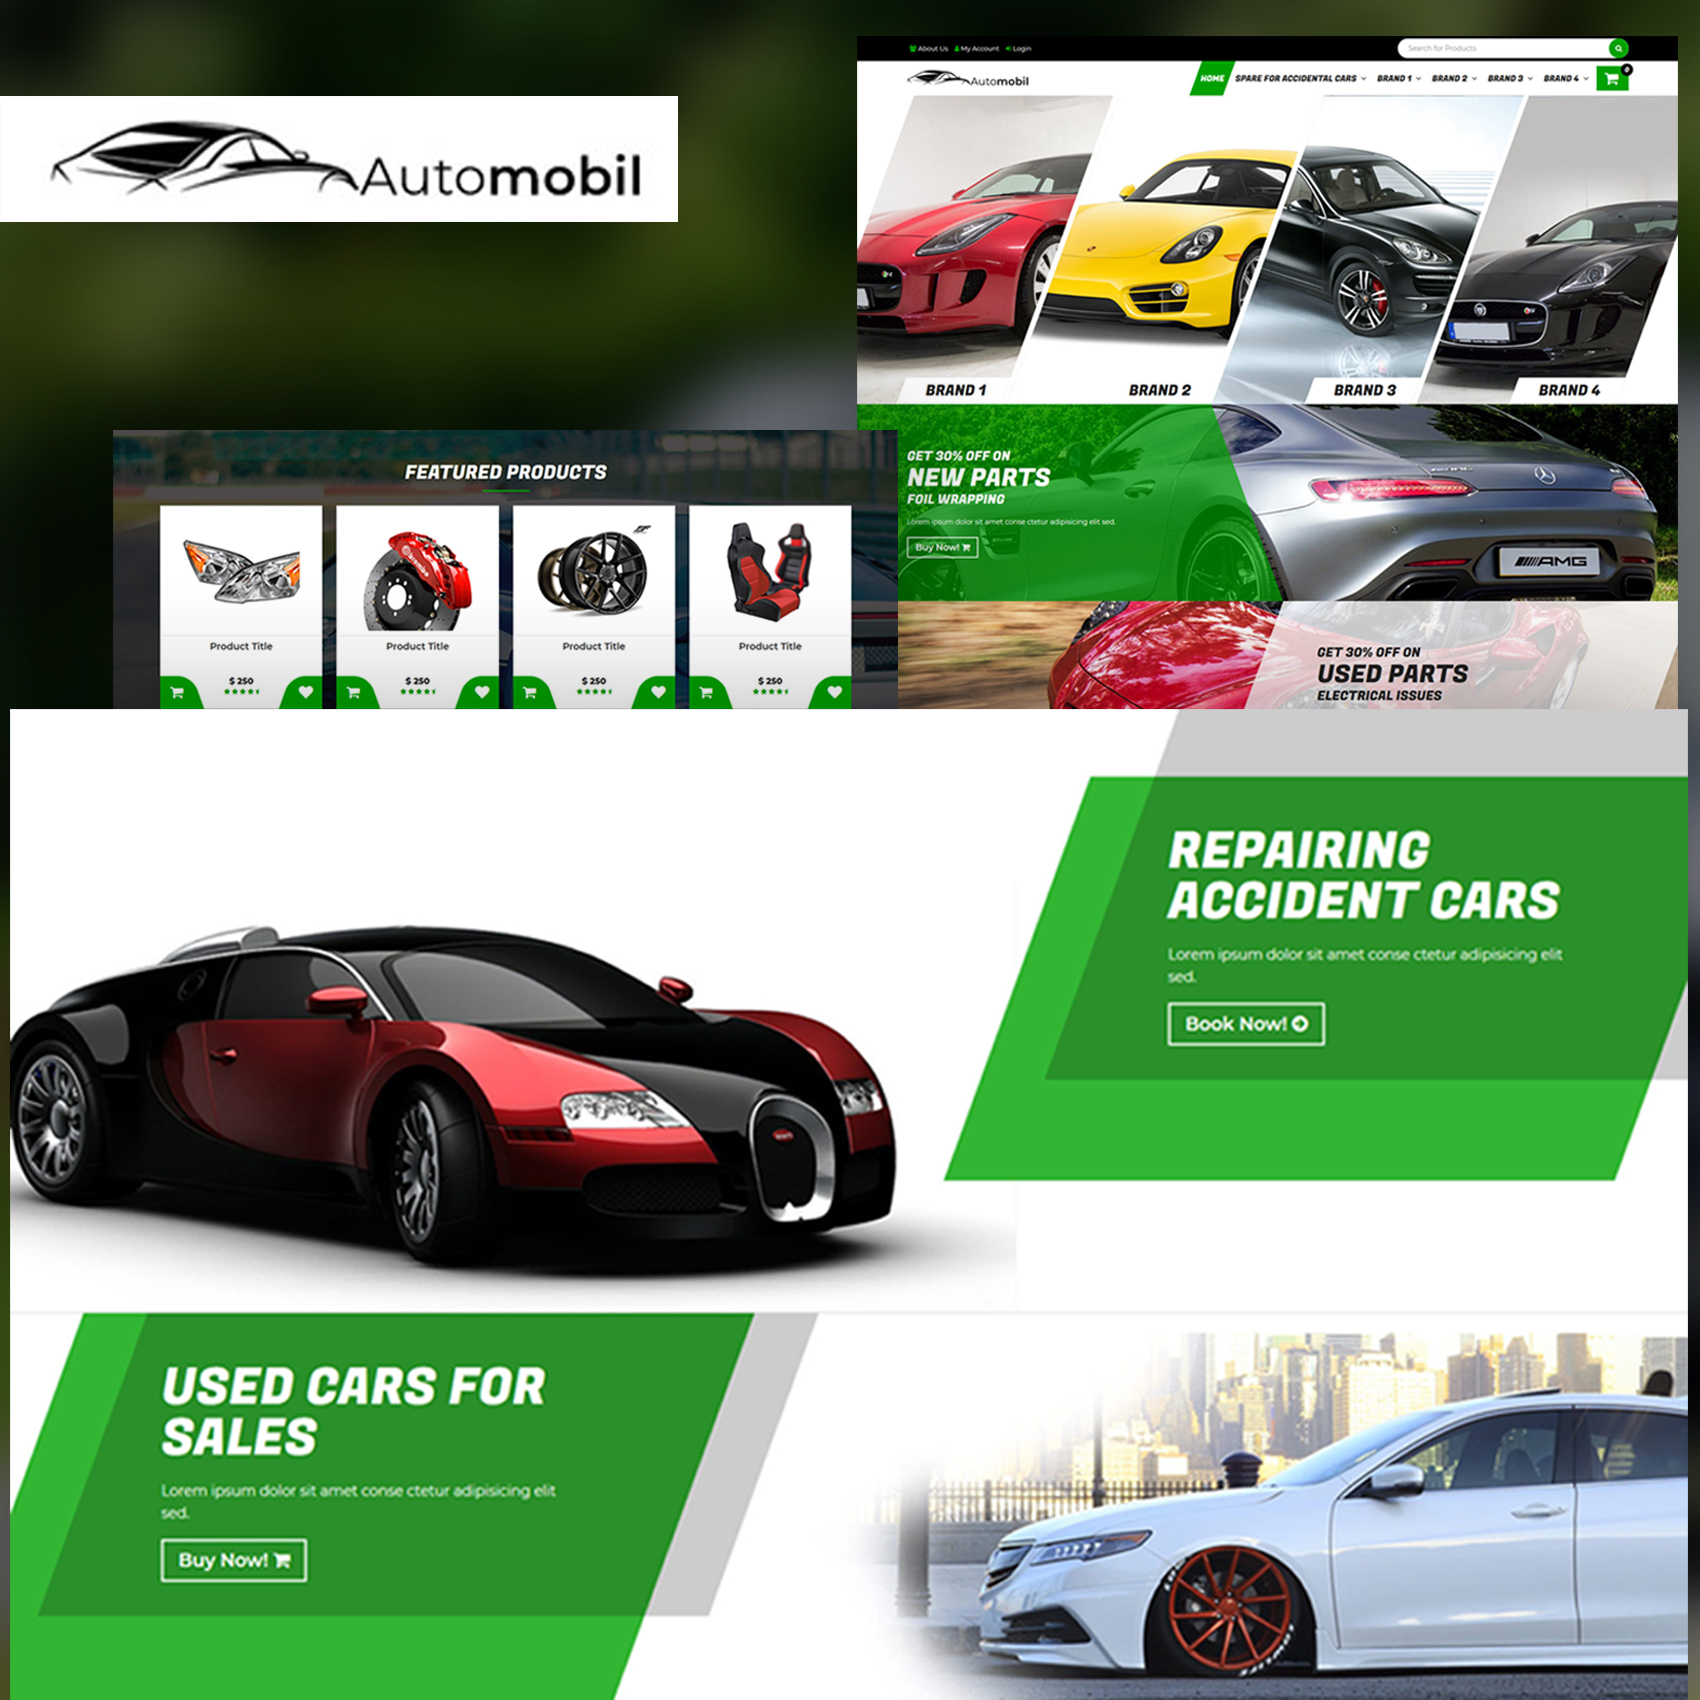 Automobil
About Us My Account Login
Search for Products
Automobil
HOME SPARE FOR ACCIDENTAL CARS BRAND 1 BRAND 2 BRAND 3 BRAND 4
0
BRAND 1 BRAND 2 BRAND 3 BRAND 4
GET 30% OFF ON
NEW PARTS
FOIL WRAPPING
Lorem ipsum dolor sit amet conse ctetur adipisicing elit sed.
Buy Now!
AMG
GET 30% OFF ON
USED PARTS
ELECTRICAL ISSUES
FEATURED PRODUCTS
brembo
Product Title Product Title Product Title Product Title
$ 250 $ 250 $ 250 $ 250
REPAIRING
ACCIDENT CARS
Lorem ipsum dolor sit amet conse ctetur adipisicing elit
sed.
Book Now!
USED CARS FOR
SALES
Lorem ipsum dolor sit amet conse ctetur adipisicing elit
sed.
Buy Now!